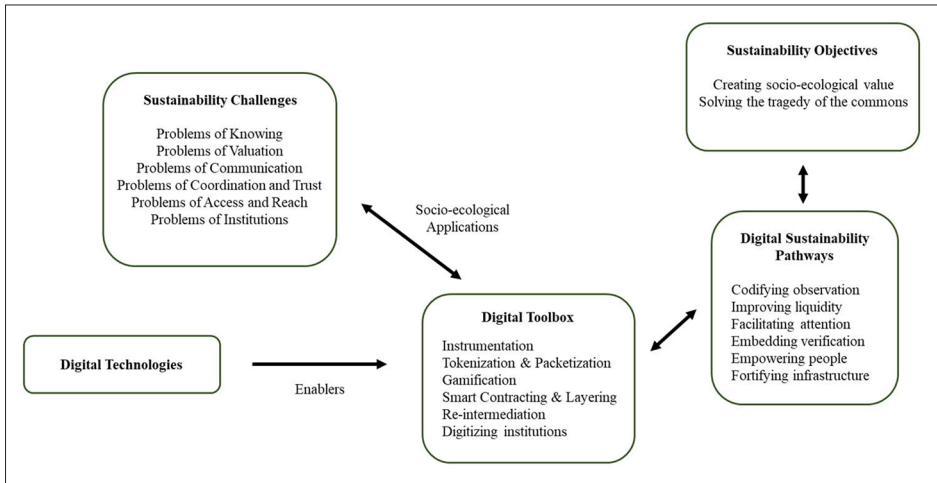 Sustainability Challenges
Problems of Knowing
Problems of Valuation
Problems of Communication
Problems of Coordination and Trust
Problems of Access and Reach
Problems of Institutions
Socio-ecological
Applications
Digital Technologies
Enablers
Digital Toolbox
Instrumentation
Tokenization & Packetization
Gamification
Smart Contracting & Layering
Re-intermediation
Digitizing institutions
Sustainability Objectives
Creating socio-ecological value
Solving the tragedy of the commons
Digital Sustainability
Pathways
Codifying observation
Improving liquidity
Facilitating attention
Embedding verification
Empowering people
Fortifying infrastructure